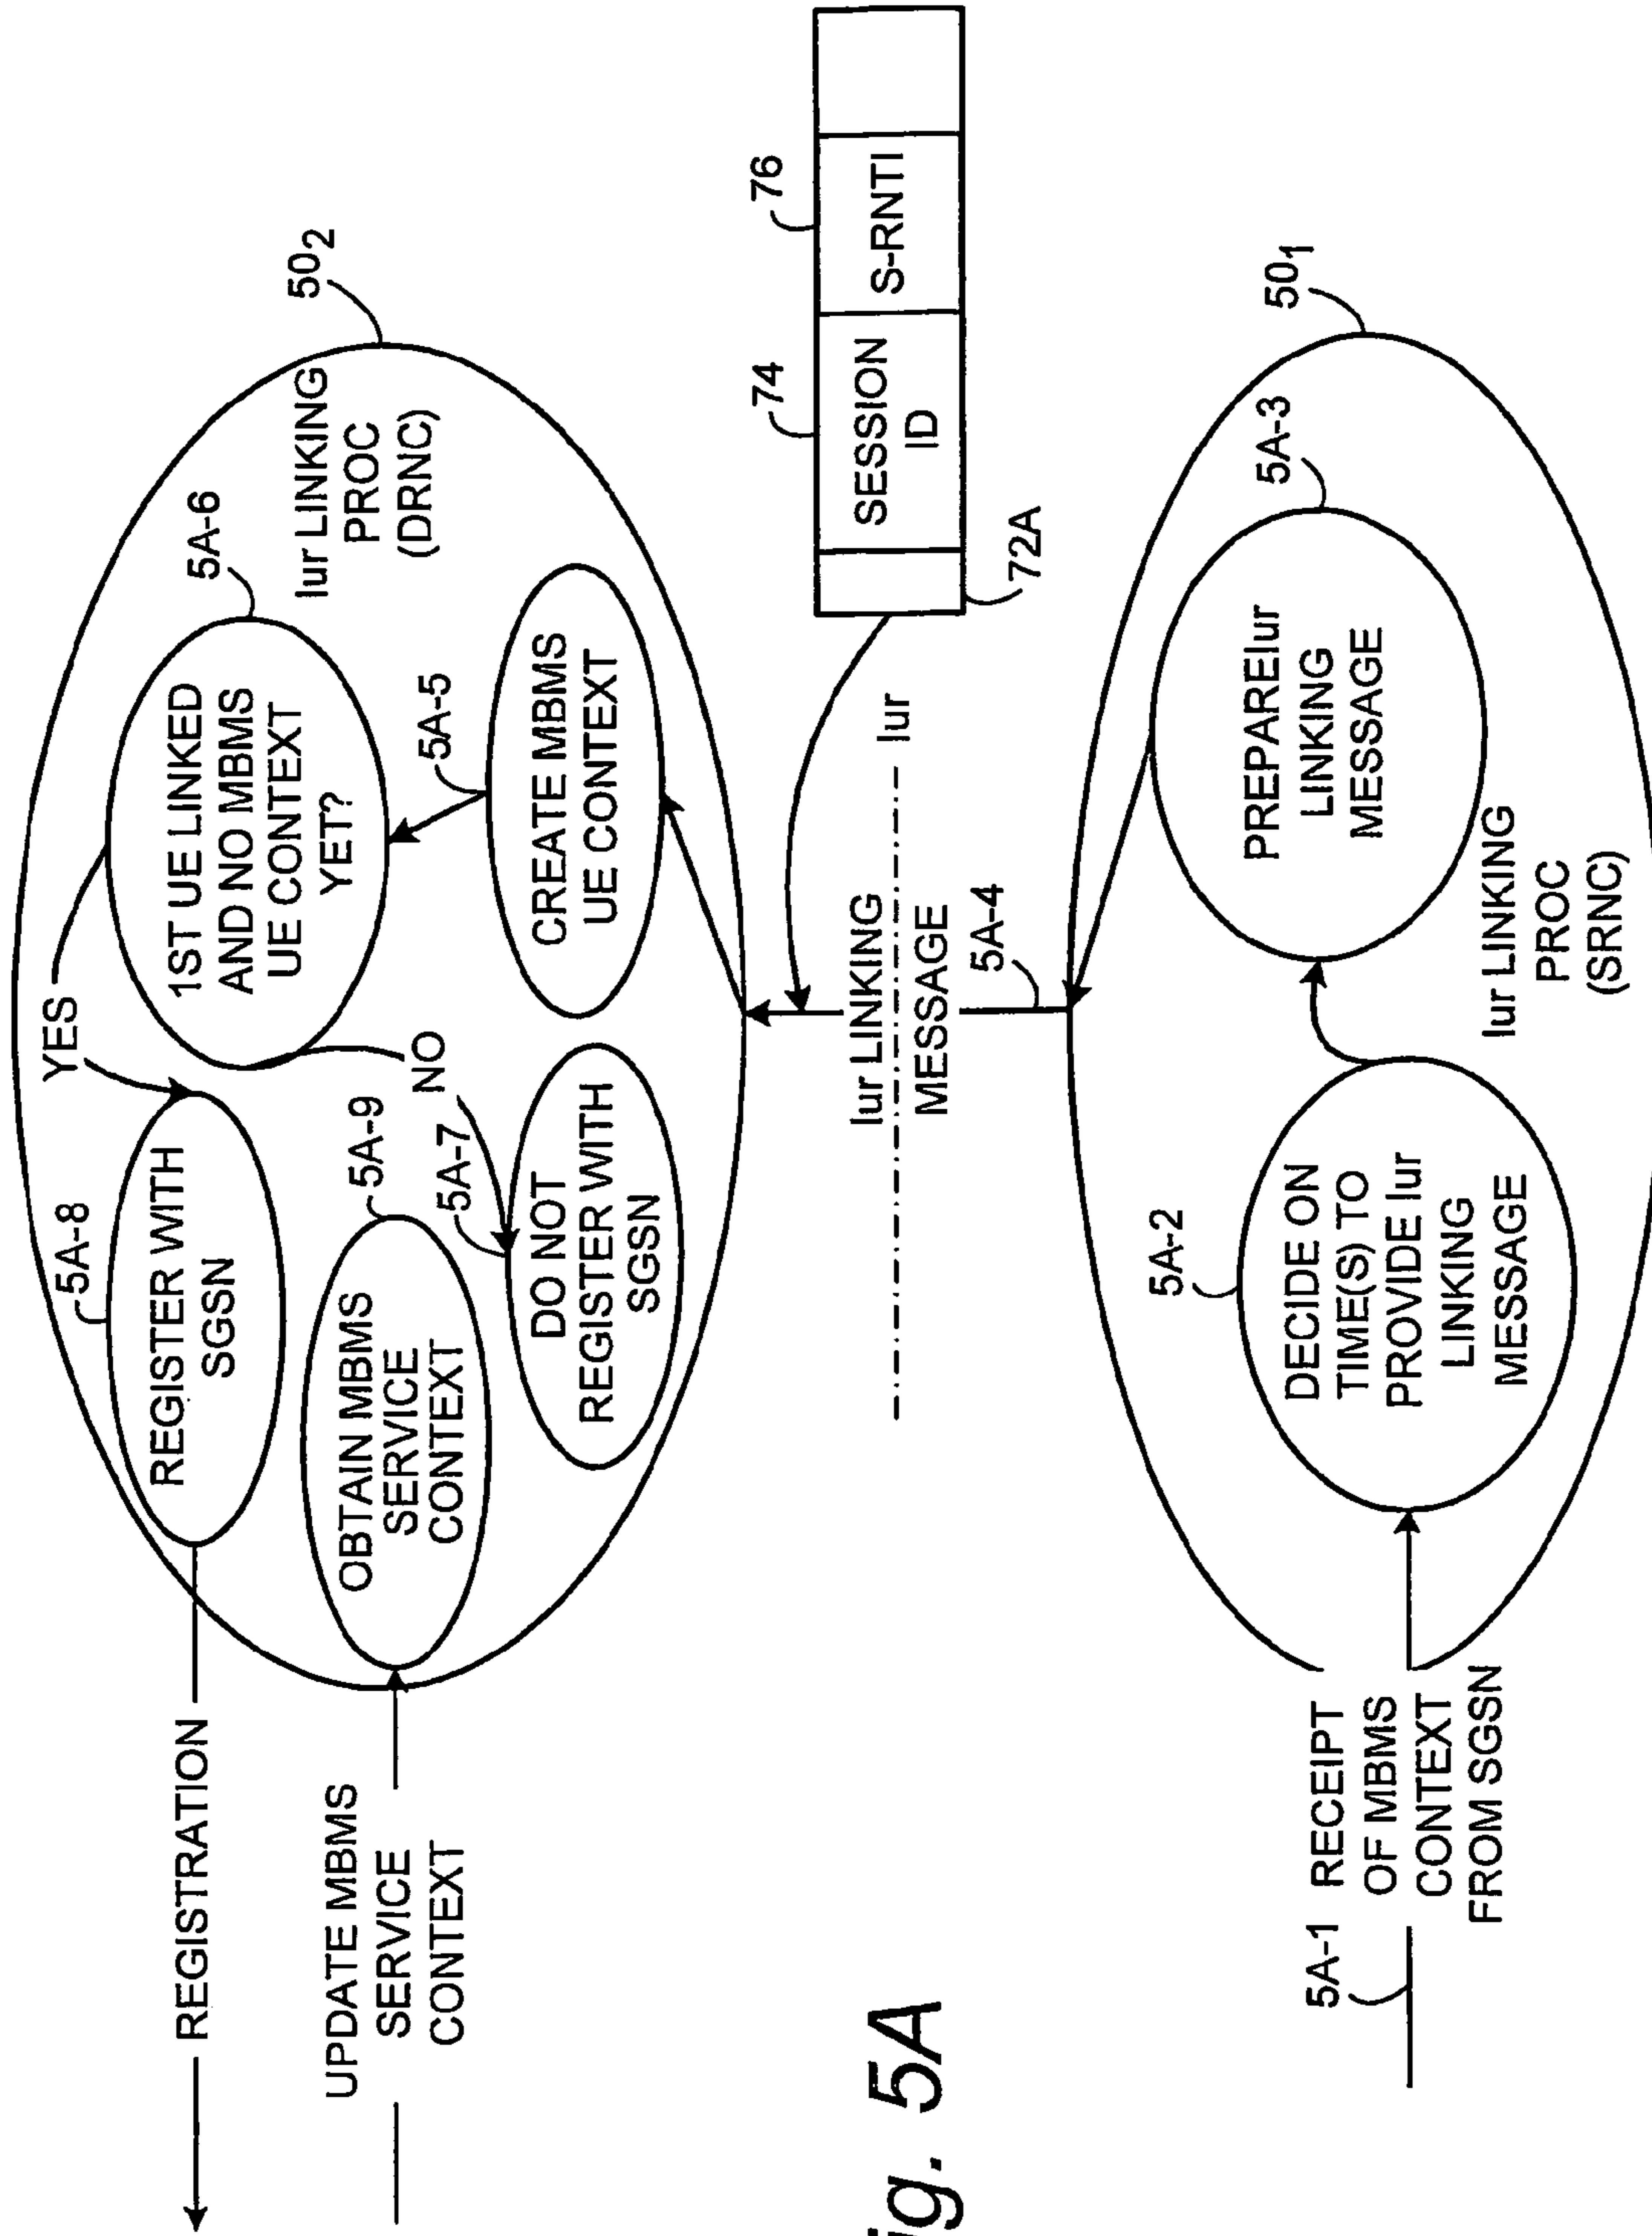 REGISTRATION
UPDATE MBMS
SERVICE
CONTEXT
5A-8
REGISTER WITH
SGSN
YES
5A-6
1ST UE LINKED
AND NO MBMS
UE CONTEXT
YET?
NO
5A-9
OBTAIN MBMS
SERVICE
CONTEXT
5A-7
DO NOT
REGISTER WITH
SGSN
5A-5
CREATE MBMS
UE CONTEXT
Iur LINKING
PROC
(DRNC)
50₂
Iur LINKING
MESSAGE
Iur
5A-4
74
76
SESSION
ID
S-RNTI
72A
5A-1
RECEIPT
OF MBMS
CONTEXT
FROM SGSN
5A-2
DECIDE ON
TIME(S) TO
PROVIDE Iur
LINKING
MESSAGE
5A-3
PREPAREIur
LINKING
MESSAGE
Iur LINKING
PROC
(SRNC)
50₁
ig. 5A